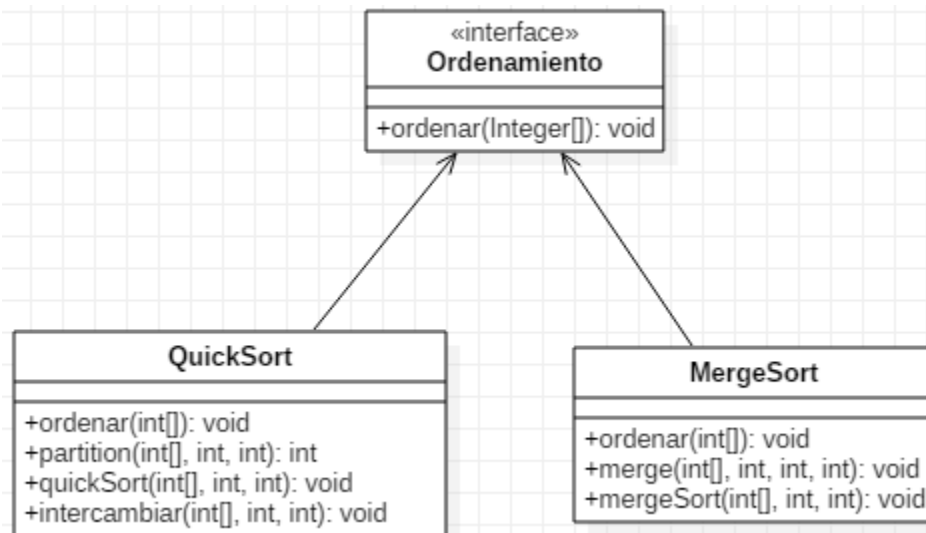 «interface»
Ordenamiento
+ordenar(Integer[]): void
QuickSort
+ordenar(int[]): void
+partition(int[], int, int): int
+quickSort(int[], int, int): void
+intercambiar(int[], int, int): void
MergeSort
+ordenar(int[]): void
+merge(int[], int, int, int): void
+mergeSort(int[], int, int): void